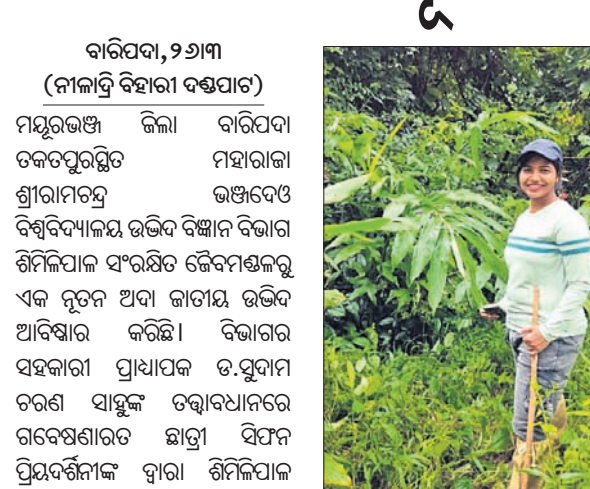 ବାରିପଦା,୨୬ା୩
(ନୀଳାଦ୍ରି ବିହାରୀ ଦଣ୍ଡପାଟ)
ମୟୂରଭଞ୍ଜ ଜିଲା ବାରିପଦା
ତକତପୁରସ୍ଥିତ ମହାରାଜା
ଶ୍ରୀରାମଚନ୍ଦ୍ର ଭଞ୍ଜଦେଓ
ବିଶ୍ୱବିଦ୍ୟାଳୟ ଉଦ୍ଭିଦ ବିଜ୍ଞାନ ବିଭାଗ
ଶିମିଳିପାଳ ସଂରକ୍ଷିତ ଜୈବମଣ୍ଡଳରୁ
ଏକ ନୂତନ ଅଦା ଜାତୀୟ ଉଦ୍ଭିଦ
ଆବିଷ୍କାର କରିଛି। ବିଭାଗର
ସହକାରୀ ପ୍ରାଧ୍ୟାପକ ଡ.ସୁଦାମ
ଚରଣ ସାହୁଙ୍କ ତତ୍ତ୍ୱାବଧାନରେ
ଗବେଷଣାରତ ଛାତ୍ରୀ ସିଫନ
ପ୍ରିୟଦର୍ଶିନୀଙ୍କ ଦ୍ୱାରା ଶିମିଳିପାଳ